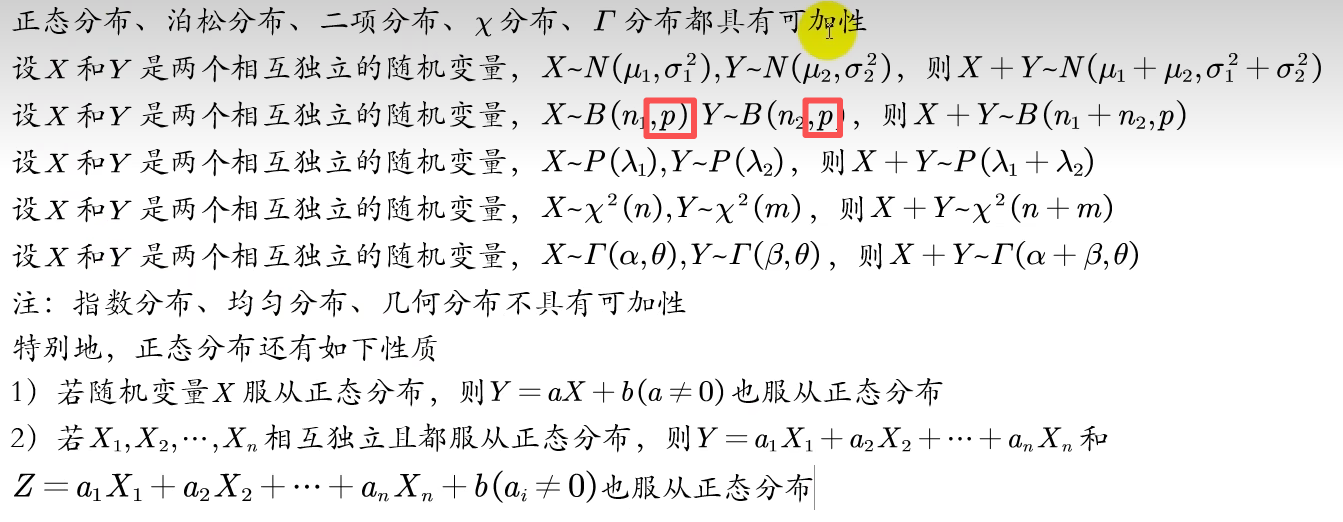 正态分布、泊松分布、二项分布、χ分布、Γ分布都具有可加性
设X和Y是两个相互独立的随机变量，X~N(μ₁,σ₁²),Y~N(μ₂,σ₂²)，则X+Y~N(μ₁+μ₂,σ₁²+σ₂²)
设X和Y是两个相互独立的随机变量，X~B(n₁,p) Y~B(n₂,p)，则X+Y~B(n₁+n₂,p)
设X和Y是两个相互独立的随机变量，X~P(λ₁),Y~P(λ₂)，则X+Y~P(λ₁+λ₂)
设X和Y是两个相互独立的随机变量，X~χ²(n),Y~χ²(m)，则X+Y~χ²(n+m)
设X和Y是两个相互独立的随机变量，X~Γ(α,θ),Y~Γ(β,θ)，则X+Y~Γ(α+β,θ)
注：指数分布、均匀分布、几何分布不具有可加性
特别地，正态分布还有如下性质
1）若随机变量X服从正态分布，则Y=aX+b(a≠0)也服从正态分布
2）若X₁,X₂,⋯,Xₙ相互独立且都服从正态分布，则Y=a₁X₁+a₂X₂+⋯+aₙXₙ和
Z=a₁X₁+a₂X₂+⋯+aₙXₙ+b(aᵢ≠0)也服从正态分布